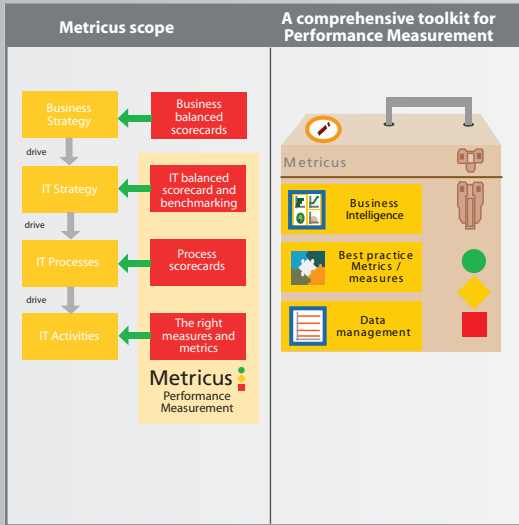 Metricus scope
A comprehensive toolkit for
Performance Measurement
Business
Strategy
Business
balanced
scorecards
drive
IT Strategy
IT balanced
scorecard and
benchmarking
drive
IT Processes
Process
scorecards
drive
IT Activities
The right
measures and
metrics
Metricus
Performance
Measurement
Metricus
Business
Intelligence
Best practice
Metrics /
measures
Data
management